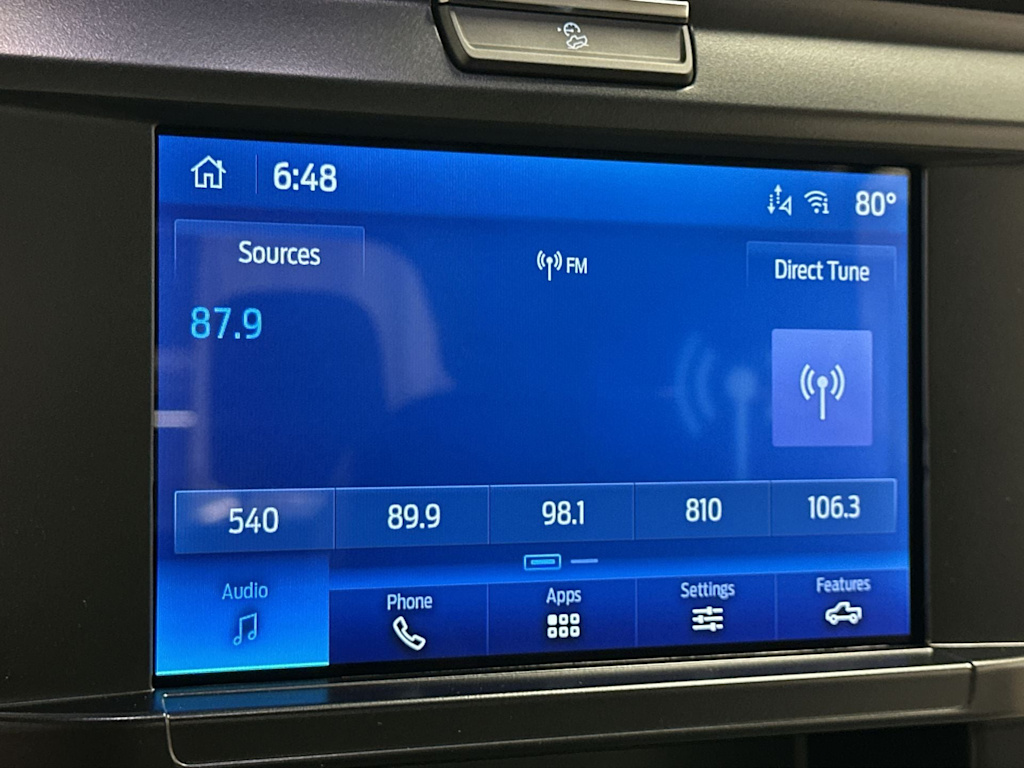 6:48
80°
Sources
FM
Direct Tune
87.9
540
89.9
98.1
810
106.3
Audio
Phone
Apps
Settings
Features